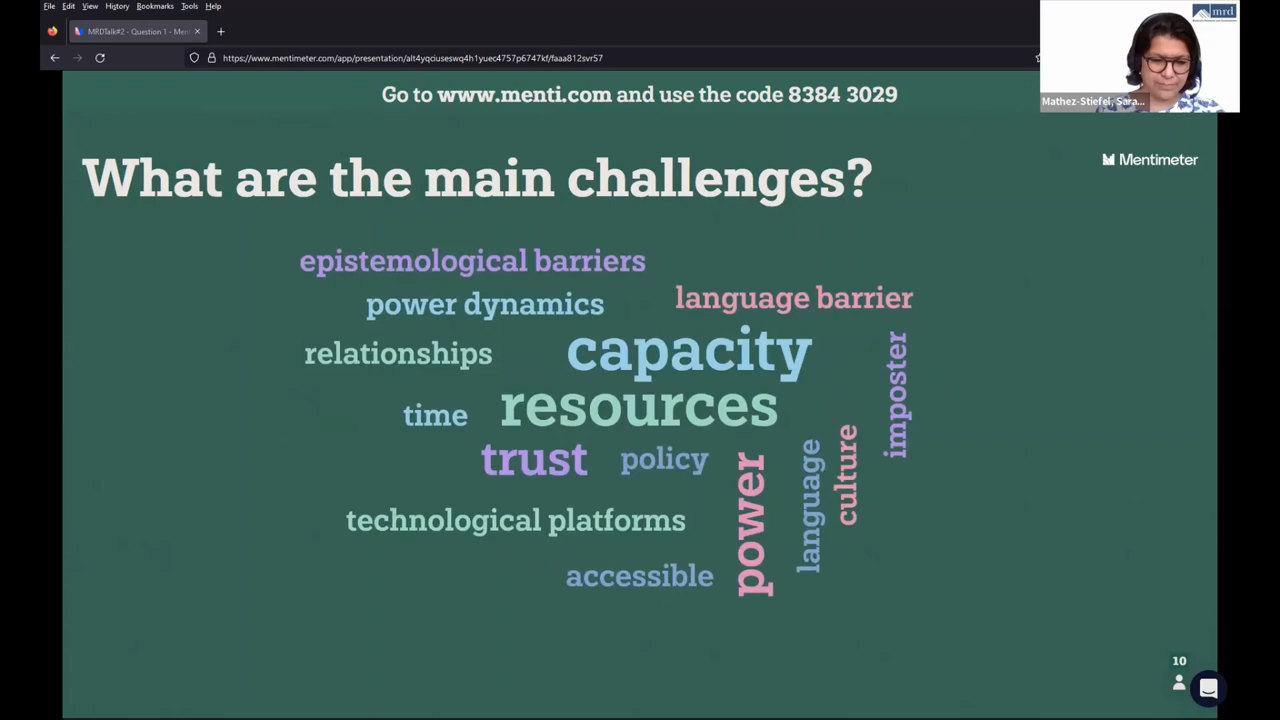 File Edit View History Bookmarks Tools Help
MRDTalk#2 - Question 1 - Ment
https://www.mentimeter.com/app/presentation/alt4yqciuseswq4h1yuec4757p6747kf/faaa812svr57
mrd
Mathez-Stiefel, Sara...
Go to www.menti.com and use the code 8384 3029
Mentimeter
What are the main challenges?
epistemological barriers
language barrier
power dynamics
relationships
capacity
imposter
time
resources
trust
policy
power
language
culture
technological platforms
accessible
10